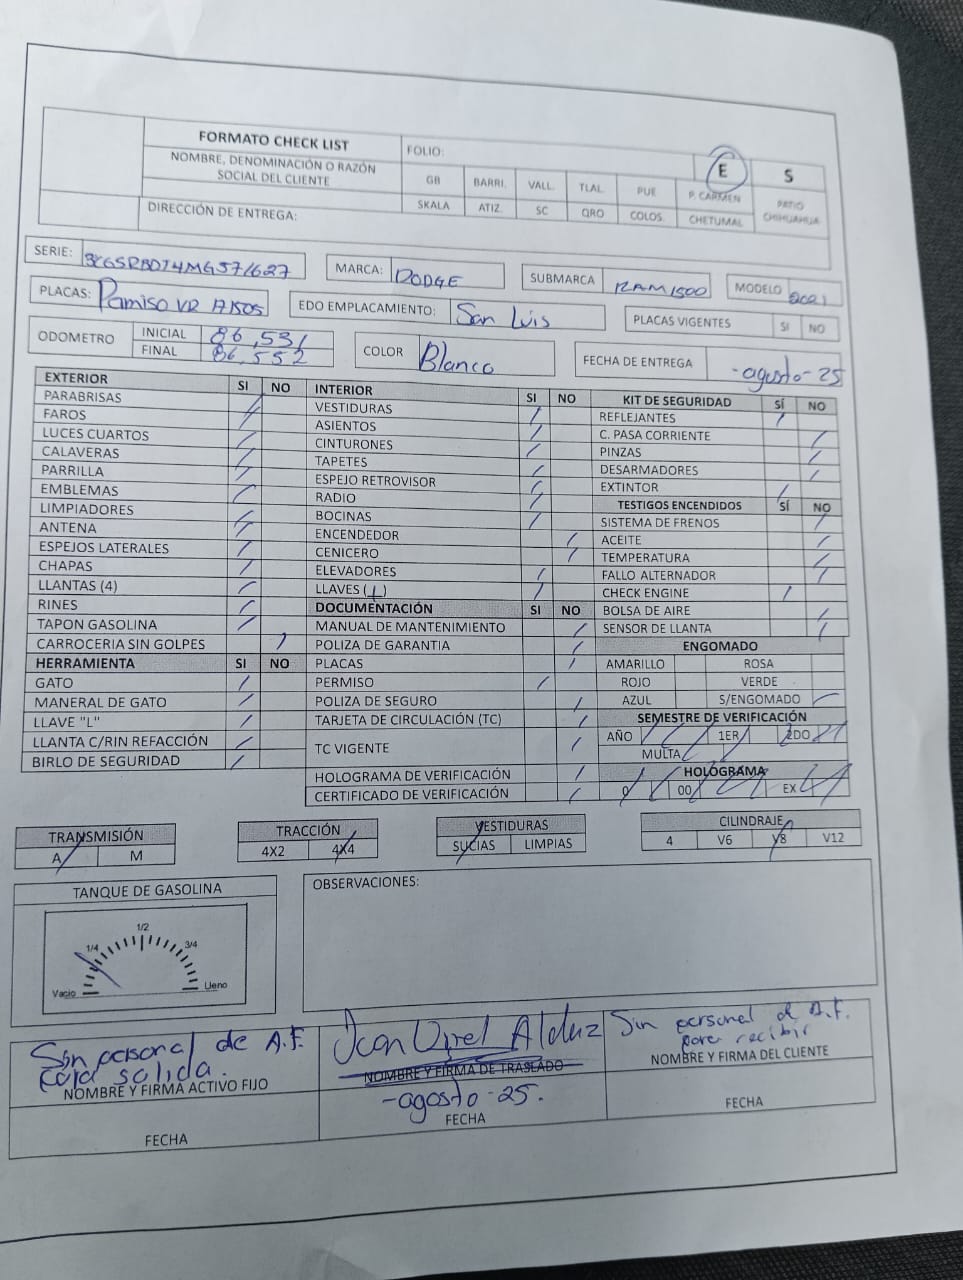 FORMATO CHECK LIST
FOLIO:
NOMBRE, DENOMINACIÓN O RAZÓN
SOCIAL DEL CLIENTE
GB BARRI. VALL. TLAL. PUE P. CARMEN
E S
SKALA ATIZ. SC QRO COLOS. CHETUMAL
PATIO
CHIHUAHUA
DIRECCIÓN DE ENTREGA:
SERIE:
MARCA: DODGE
SUBMARCA RAM1500
MODELO 2021
PLACAS:
EDO EMPLACAMIENTO: San Luis
PLACAS VIGENTES SI NO
ODOMETRO
INICIAL 86,531
FINAL 86,552
COLOR Blanco
FECHA DE ENTREGA -agosto-25
EXTERIOR SI NO
PARABRISAS
FAROS
LUCES CUARTOS
CALAVERAS
PARRILLA
EMBLEMAS
LIMPIADORES
ANTENA
ESPEJOS LATERALES
CHAPAS
LLANTAS (4)
RINES
TAPON GASOLINA
CARROCERIA SIN GOLPES
HERRAMIENTA SI NO
GATO
MANERAL DE GATO
LLAVE "L"
LLANTA C/RIN REFACCIÓN
BIRLO DE SEGURIDAD
INTERIOR SI NO
VESTIDURAS
ASIENTOS
CINTURONES
TAPETES
ESPEJO RETROVISOR
RADIO
BOCINAS
ENCENDEDOR
CENICERO
ELEVADORES
LLAVES (1)
DOCUMENTACIÓN SI NO
MANUAL DE MANTENIMIENTO
POLIZA DE GARANTIA
PLACAS
PERMISO
POLIZA DE SEGURO
TARJETA DE CIRCULACIÓN (TC)
TC VIGENTE
HOLOGRAMA DE VERIFICACIÓN
CERTIFICADO DE VERIFICACIÓN
KIT DE SEGURIDAD SÍ NO
REFLEJANTES
C. PASA CORRIENTE
PINZAS
DESARMADORES
EXTINTOR
TESTIGOS ENCENDIDOS SÍ NO
SISTEMA DE FRENOS
ACEITE
TEMPERATURA
FALLO ALTERNADOR
CHECK ENGINE
BOLSA DE AIRE
SENSOR DE LLANTA
ENGOMADO
AMARILLO ROSA
ROJO VERDE
AZUL S/ENGOMADO
SEMESTRE DE VERIFICACIÓN
AÑO 1ER 2DO
MULTA
HOLOGRAMA
0 00 EX
TRANSMISIÓN
A M
TRACCIÓN
4X2 4X4
VESTIDURAS
SUCIAS LIMPIAS
CILINDRAJE
4 V6 V8 V12
TANQUE DE GASOLINA
1/2
1/4 3/4
Vacio Lleno
OBSERVACIONES:
Sin personal de A.F.
salida.
NOMBRE Y FIRMA ACTIVO FIJO
FECHA
NOMBRE Y FIRMA DE TRASLADO
-agosto-25.
FECHA
Sin personal d A.F.
para recibir
NOMBRE Y FIRMA DEL CLIENTE
FECHA